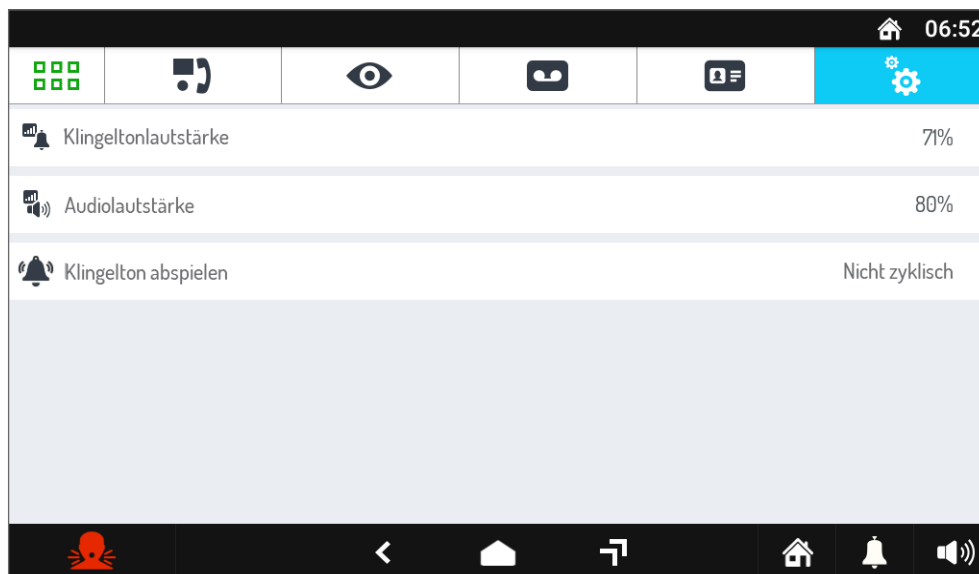 06:52
Klingeltonlautstärke 71%
Audiolautstärke 80%
Klingelton abspielen Nicht zyklisch